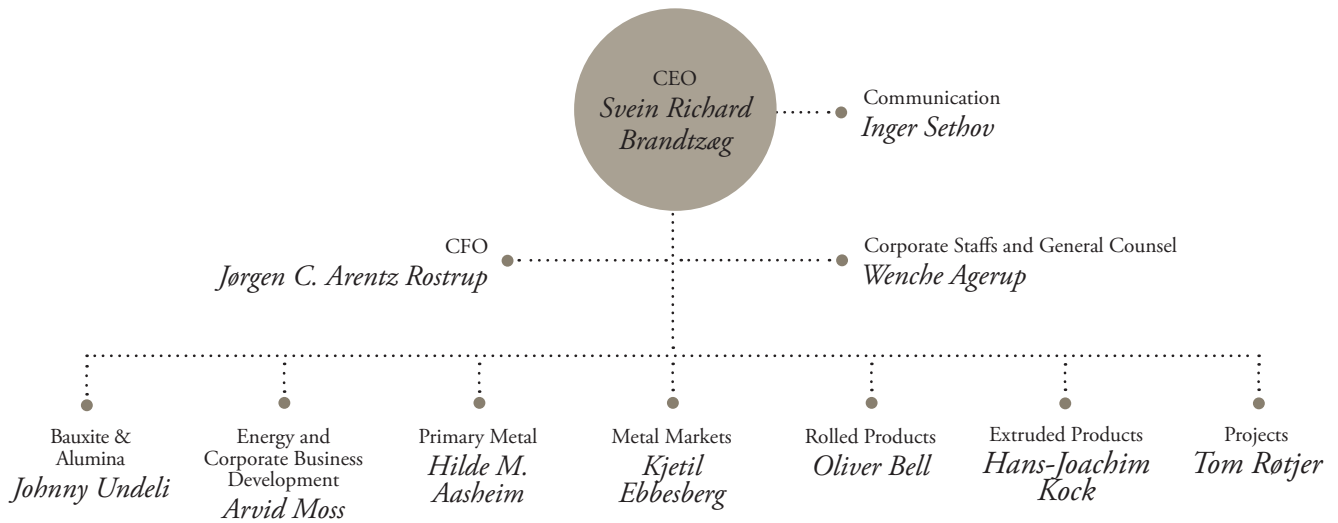 CEO
Svein Richard
Brandtzæg
Communication
Inger Sethov
CFO
Jørgen C. Arentz Rostrup
Corporate Staffs and General Counsel
Wenche Agerup
Bauxite &
Alumina
Johnny Undeli
Energy and
Corporate Business
Development
Arvid Moss
Primary Metal
Hilde M.
Aasheim
Metal Markets
Kjetil
Ebbesberg
Rolled Products
Oliver Bell
Extruded Products
Hans-Joachim
Kock
Projects
Tom Røtjer